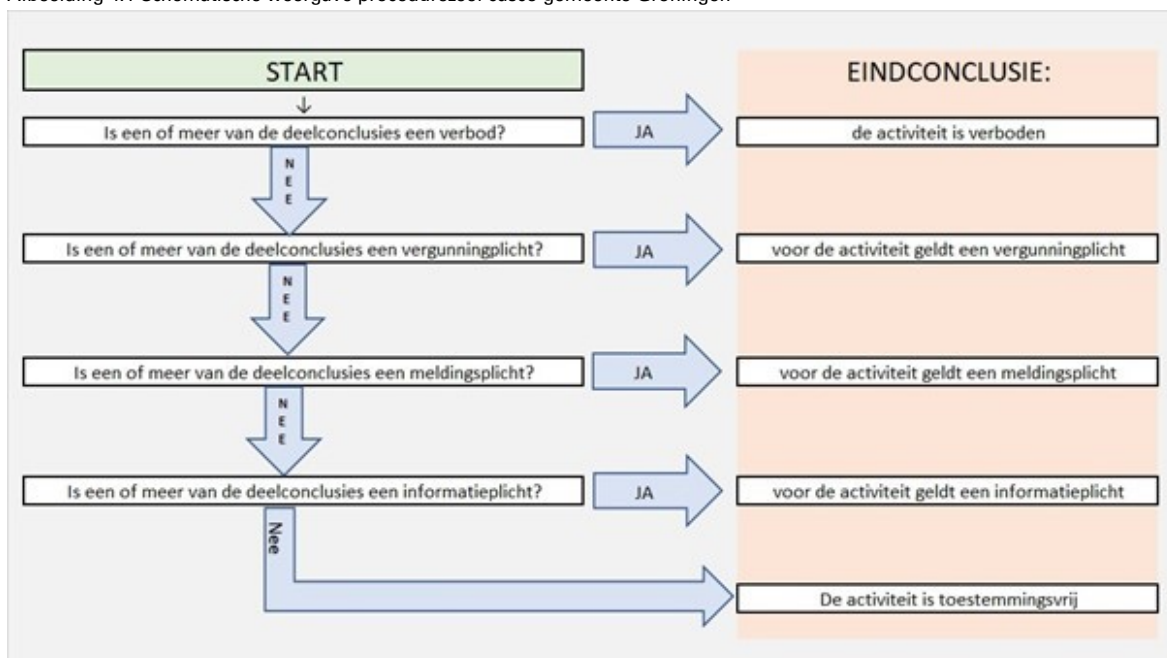 START
EINDCONCLUSIE:
Is een of meer van de deelconclusies een verbod?
JA
de activiteit is verboden
NEE
Is een of meer van de deelconclusies een vergunningplicht?
JA
voor de activiteit geldt een vergunningplicht
NEE
Is een of meer van de deelconclusies een meldingsplicht?
JA
voor de activiteit geldt een meldingsplicht
NEE
Is een of meer van de deelconclusies een informatieplicht?
JA
voor de activiteit geldt een informatieplicht
Nee
De activiteit is toestemmingsvrij